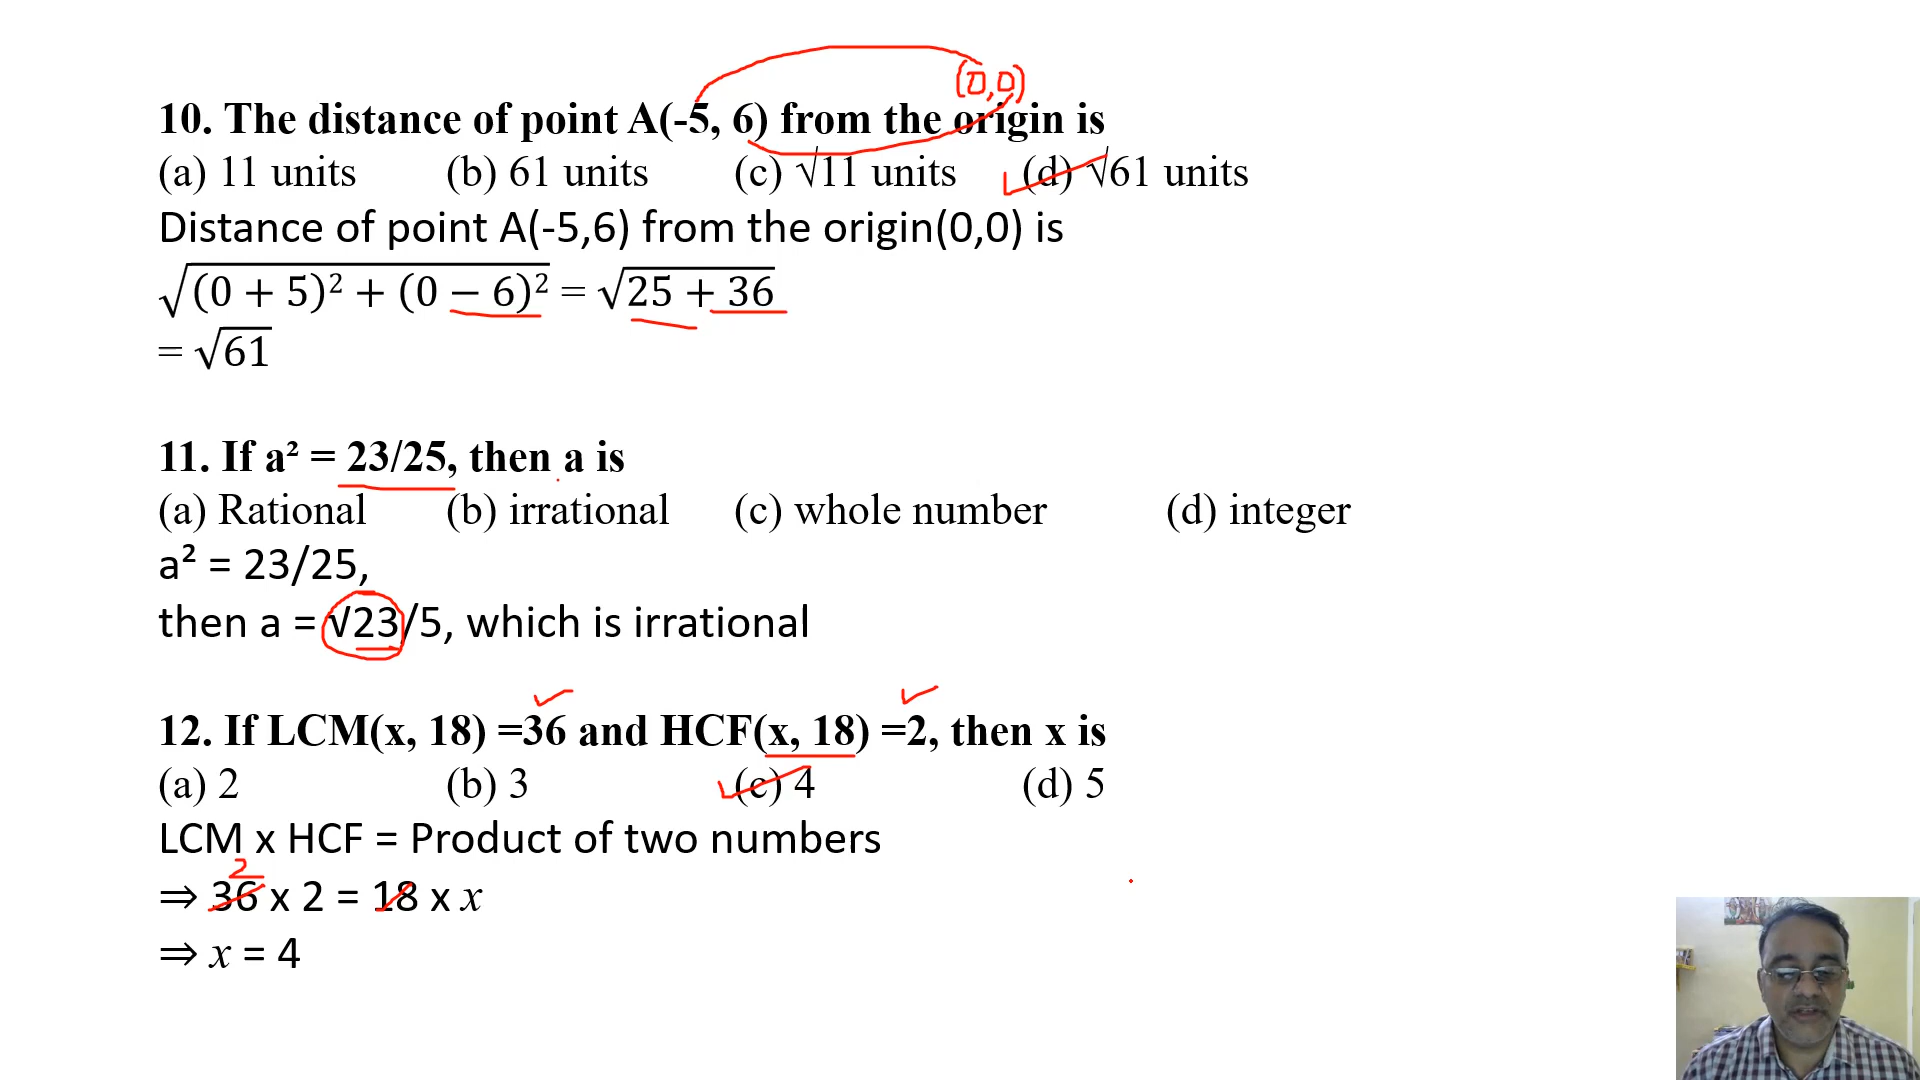 (0,0)
10. The distance of point A(-5, 6) from the origin is
(a) 11 units (b) 61 units (c) √11 units (d) √61 units
Distance of point A(-5,6) from the origin(0,0) is
√(0 + 5)² + (0 − 6)² = √25 + 36
= √61
11. If a² = 23/25, then a is
(a) Rational (b) irrational (c) whole number (d) integer
a² = 23/25,
then a = √23/5, which is irrational
12. If LCM(x, 18) =36 and HCF(x, 18) =2, then x is
(a) 2 (b) 3 (c) 4 (d) 5
LCM x HCF = Product of two numbers
2
⇒ 36 x 2 = 18 x x
⇒ x = 4